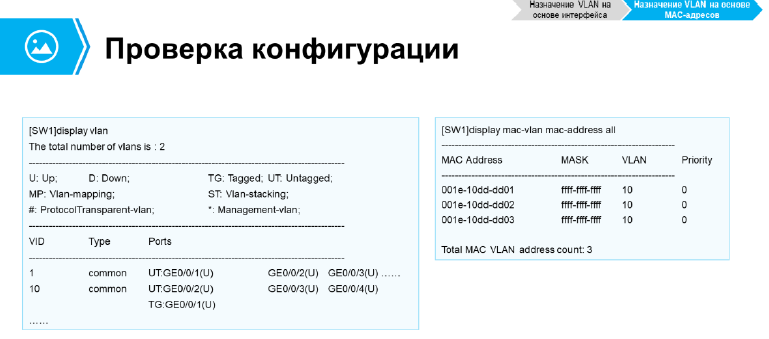 Назначение VLAN на
основе интерфейса
Назначение VLAN на основе
MAC-адресов
Проверка конфигурации
[SW1]display vlan
The total number of vlans is : 2
--------------------------------------------------------------------------------
U: Up; D: Down; TG: Tagged; UT: Untagged;
MP: Vlan-mapping; ST: Vlan-stacking;
#: ProtocolTransparent-vlan; *: Management-vlan;
--------------------------------------------------------------------------------
VID Type Ports
--------------------------------------------------------------------------------
1 common UT:GE0/0/1(U) GE0/0/2(U) GE0/0/3(U) ……
10 common UT:GE0/0/2(U) GE0/0/3(U) GE0/0/4(U)
TG:GE0/0/1(U)
……
[SW1]display mac-vlan mac-address all
------------------------------------------------------------
MAC Address MASK VLAN Priority
------------------------------------------------------------
001e-10dd-dd01 ffff-ffff-ffff 10 0
001e-10dd-dd02 ffff-ffff-ffff 10 0
001e-10dd-dd03 ffff-ffff-ffff 10 0
Total MAC VLAN address count: 3